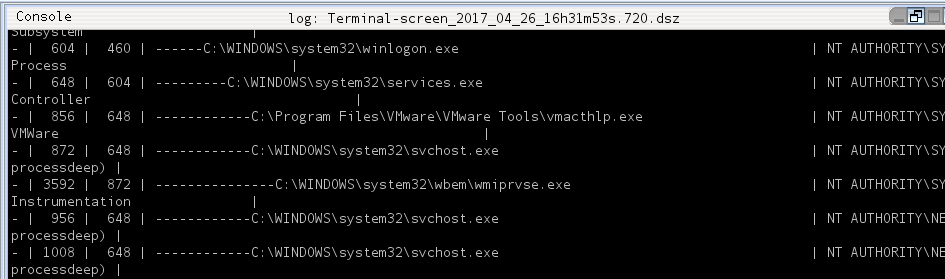 Console log: Terminal-screen_2017_04_26_16h31m53s.720.dsz
Subsystem |
- | 604 | 460 | ------C:\WINDOWS\system32\winlogon.exe | NT AUTHORITY\SY
Process |
- | 648 | 604 | ---------C:\WINDOWS\system32\services.exe | NT AUTHORITY\SY
Controller |
- | 856 | 648 | ------------C:\Program Files\VMware\VMware Tools\vmacthlp.exe | NT AUTHORITY\SY
VMWare |
- | 872 | 648 | ------------C:\WINDOWS\system32\svchost.exe | NT AUTHORITY\SY
processdeep) |
- | 3592 | 872 | --------------C:\WINDOWS\system32\wbem\wmiprvse.exe | NT AUTHORITY\SY
Instrumentation |
- | 956 | 648 | ------------C:\WINDOWS\system32\svchost.exe | NT AUTHORITY\NE
processdeep) |
- | 1008 | 648 | ------------C:\WINDOWS\system32\svchost.exe | NT AUTHORITY\NE
processdeep) |